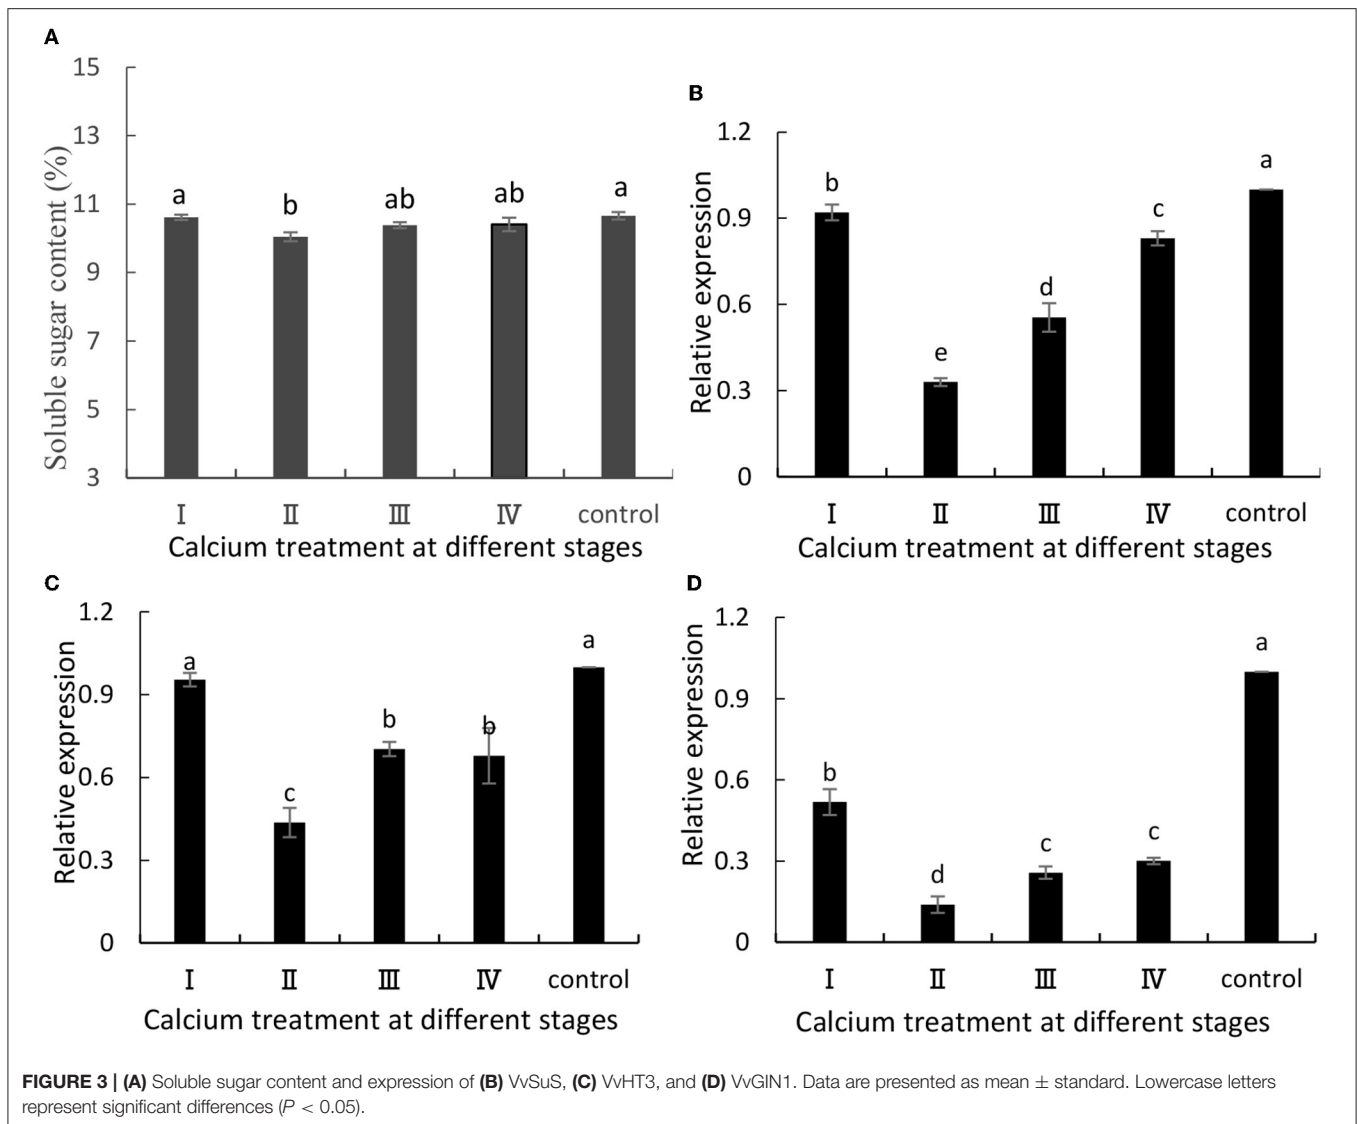 A
15
13
11
9
7
5
3
Soluble sugar content (%)
a
b
ab
ab
a
Ⅰ Ⅱ Ⅲ Ⅳ control
Calcium treatment at different stages
B
1.2
0.9
0.6
0.3
0
Relative expression
b
e
d
c
a
Ⅰ Ⅱ Ⅲ Ⅳ control
Calcium treatment at different stages
C
1.2
0.9
0.6
0.3
0
Relative expression
a
c
b
b
a
Ⅰ Ⅱ Ⅲ Ⅳ control
Calcium treatment at different stages
D
1.2
0.9
0.6
0.3
0
Relative expression
b
d
c
c
a
Ⅰ Ⅱ Ⅲ Ⅳ control
Calcium treatment at different stages
FIGURE 3 | (A) Soluble sugar content and expression of (B) VvSuS, (C) VvHT3, and (D) VvGIN1. Data are presented as mean ± standard. Lowercase letters
represent significant differences (P < 0.05).